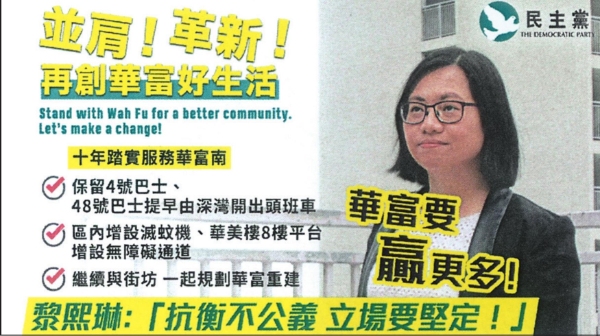 並肩！革新！
民主黨
THE DEMOCRATIC PARTY
再創華富好生活
Stand with Wah Fu for a better community.
Let's make a change!
十年踏實服務華富南
保留4號巴士、
48號巴士提早由深灣開出頭班車
區內增設滅蚊機、華美樓8樓平台
增設無障礙通道
繼續與街坊 一起規劃華富重建
華富要
贏更多！
黎熙琳：「抗衡不公義 立場要堅定！」